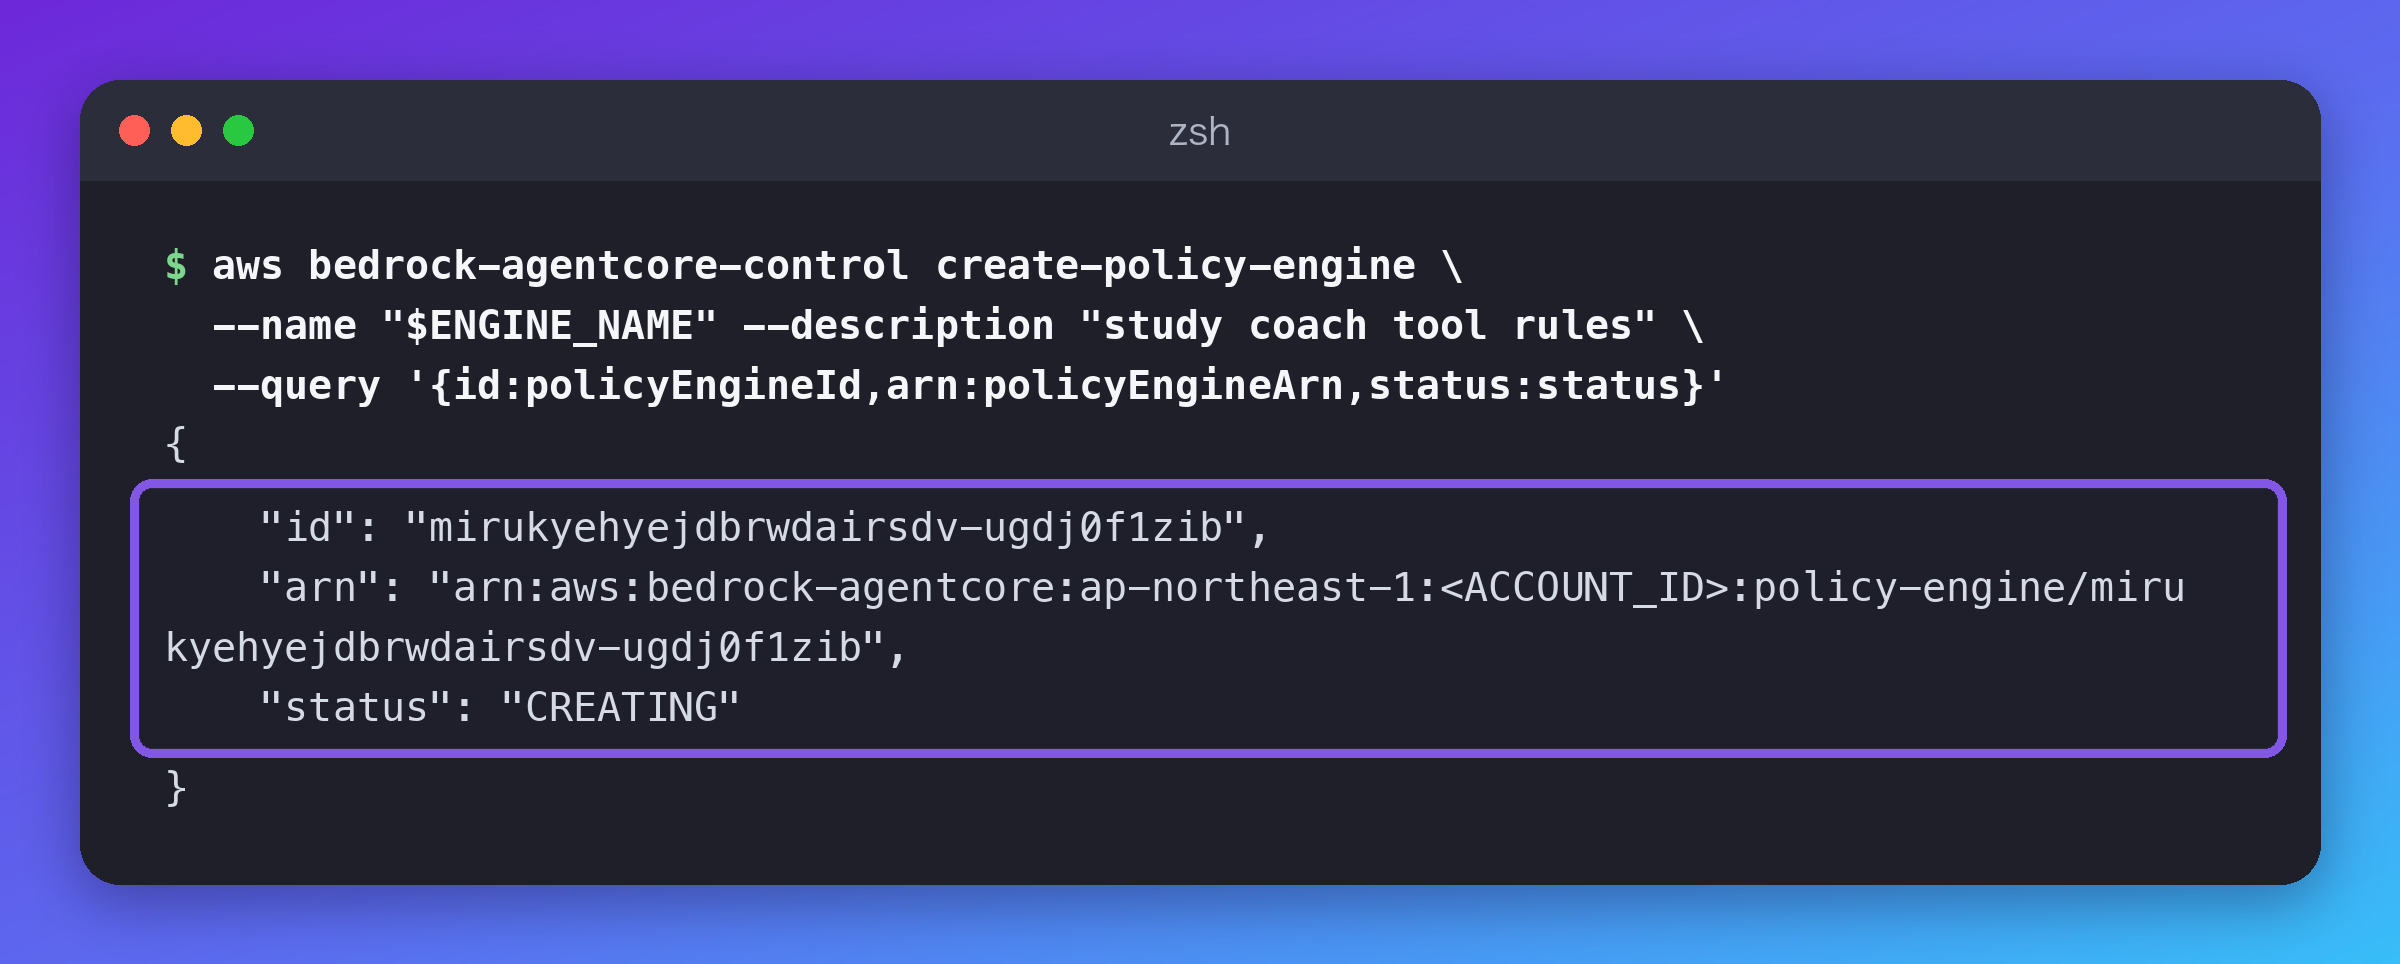 zsh
$ aws bedrock-agentcore-control create-policy-engine \
--name "$ENGINE_NAME" --description "study coach tool rules" \
--query '{id:policyEngineId,arn:policyEngineArn,status:status}'
{
"id": "mirukyehyejdbrwdairsdv-ugdj0f1zib",
"arn": "arn:aws:bedrock-agentcore:ap-northeast-1:<ACCOUNT_ID>:policy-engine/miru
kyehyejdbrwdairsdv-ugdj0f1zib",
"status": "CREATING"
}